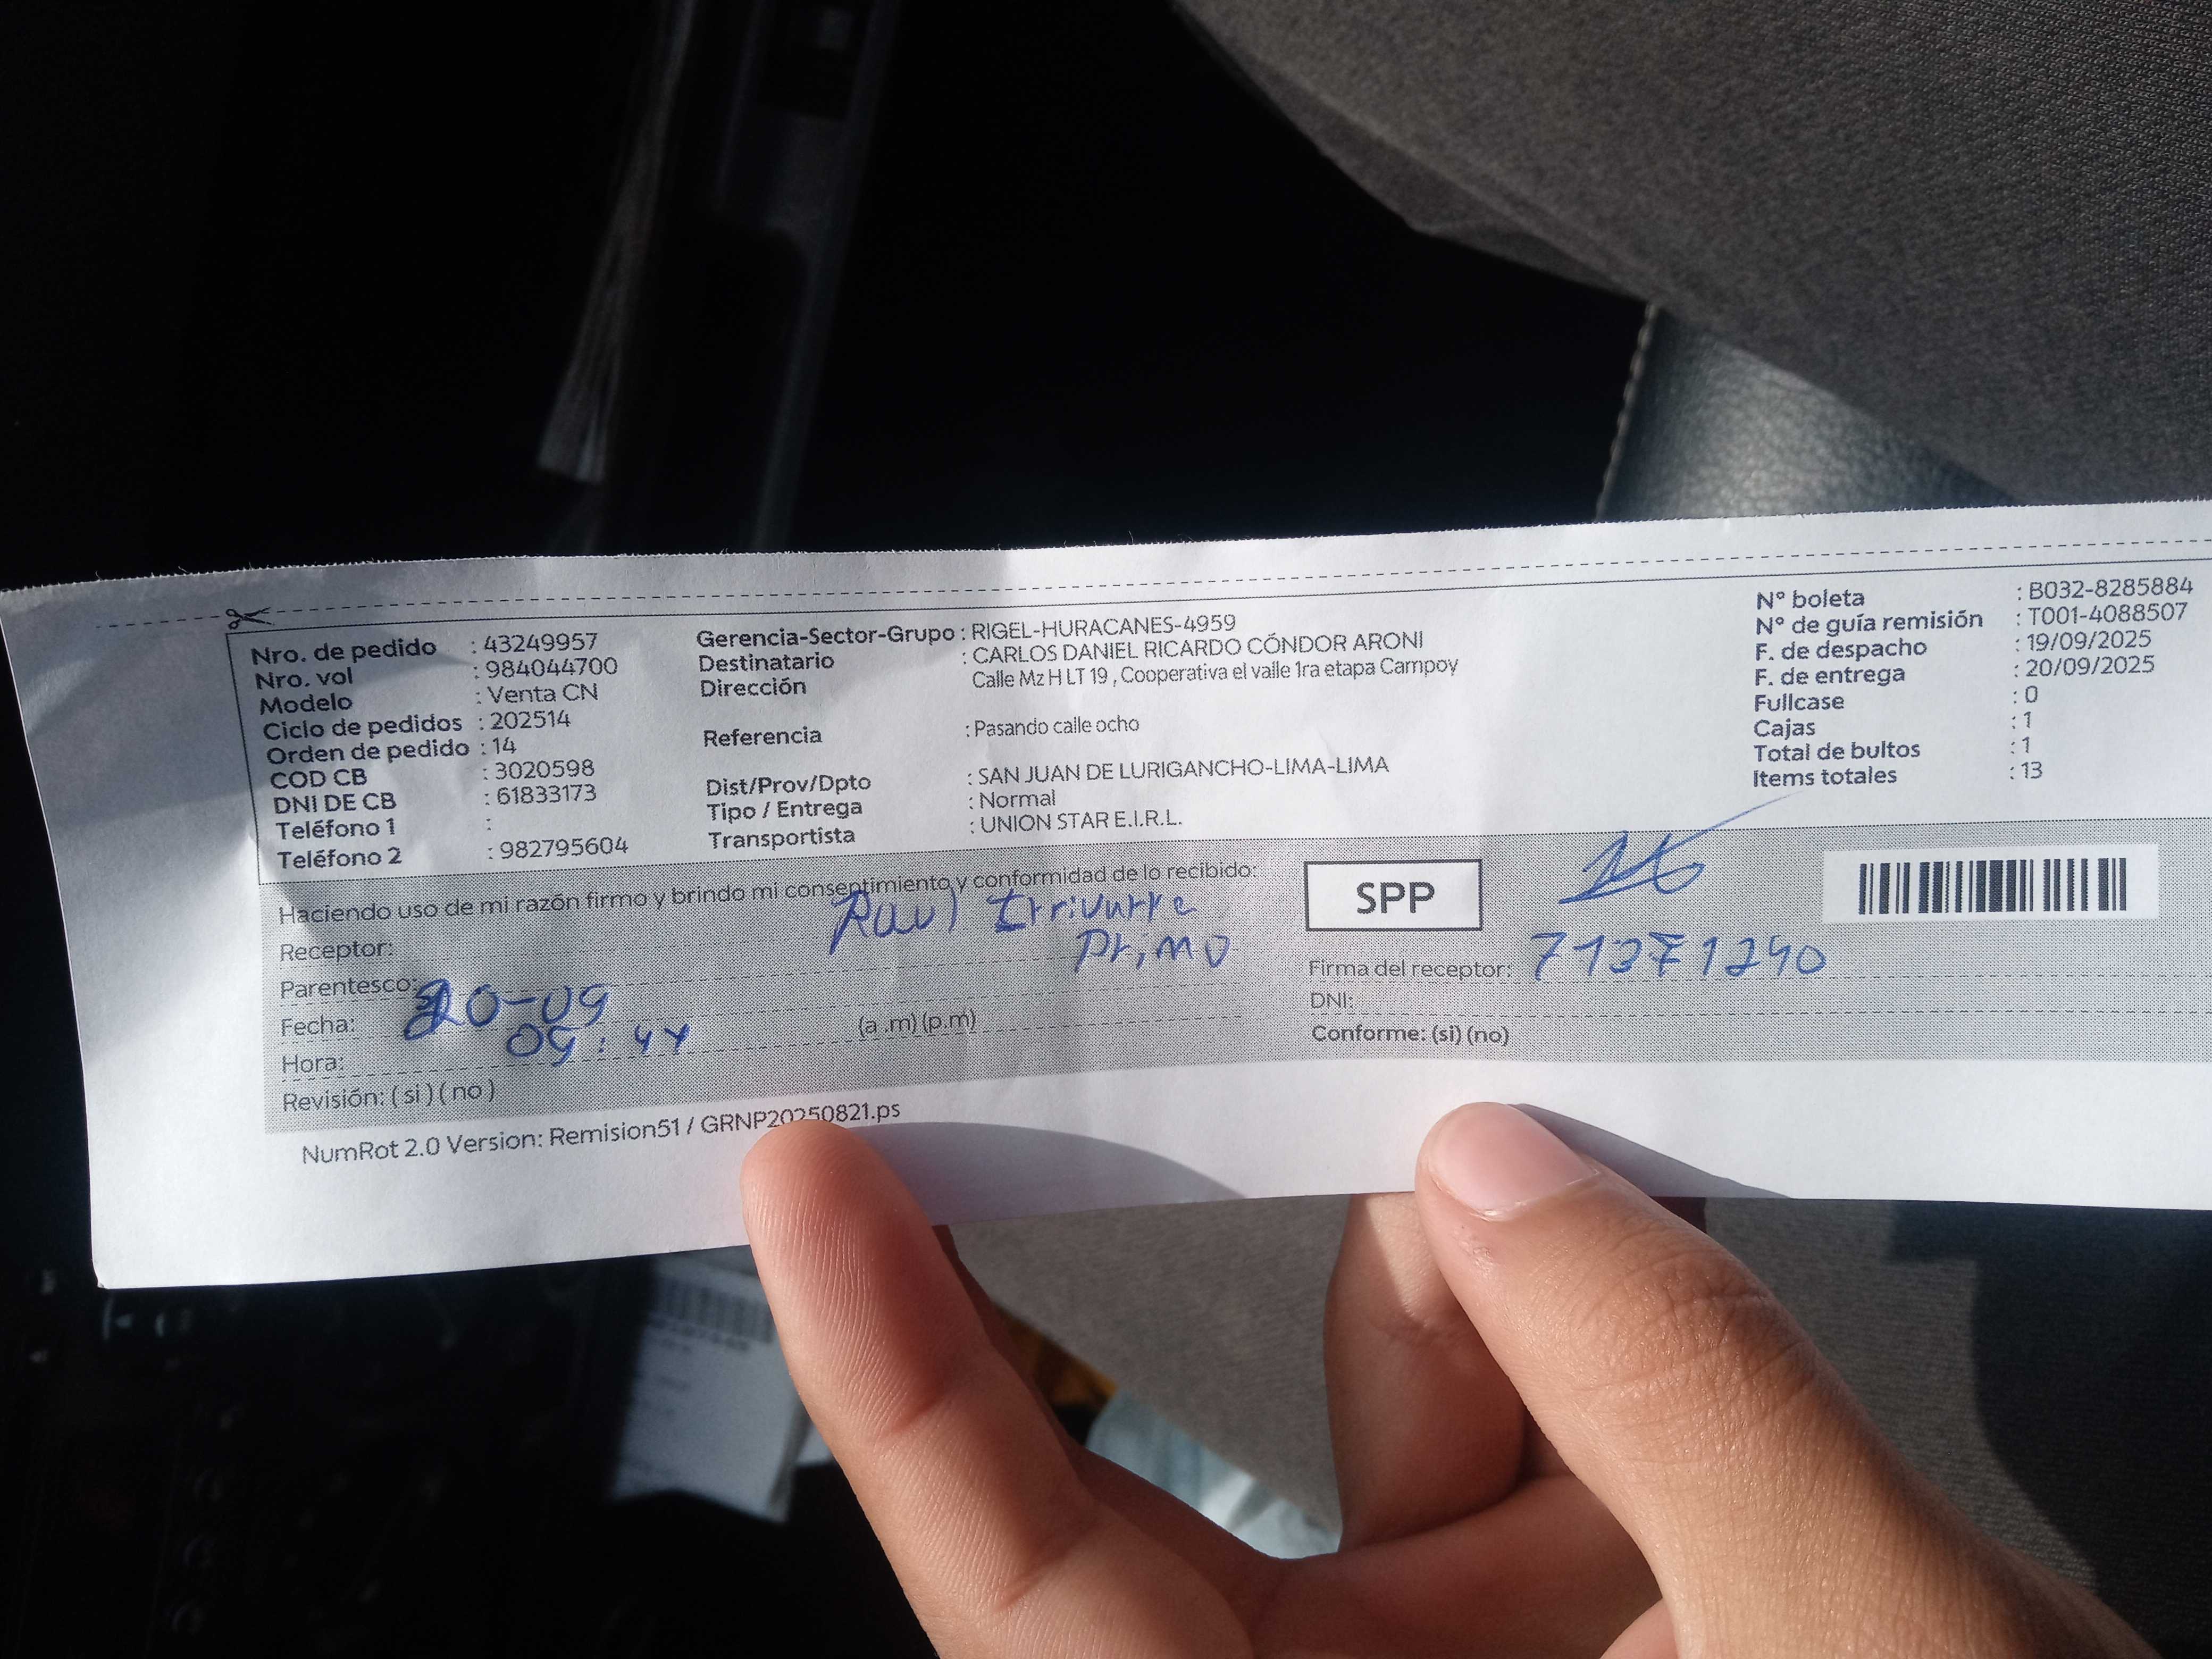 Nro. de pedido : 43249957
Nro. vol : 984044700
Modelo : Venta CN
Ciclo de pedidos : 202514
Orden de pedido : 14
COD CB : 3020598
DNI DE CB : 61833173
Teléfono 1 :
Teléfono 2 : 982795604
Gerencia-Sector-Grupo : RIGEL-HURACANES-4959
Destinatario : CARLOS DANIEL RICARDO CÓNDOR ARONI
Dirección Calle Mz H LT 19 , Cooperativa el valle 1ra etapa Campoy
Referencia : Pasando calle ocho
Dist/Prov/Dpto : SAN JUAN DE LURIGANCHO-LIMA-LIMA
Tipo / Entrega : Normal
Transportista : UNION STAR E.I.R.L.
N° boleta : B032-8285884
N° de guía remisión : T001-4088507
F. de despacho : 19/09/2025
F. de entrega : 20/09/2025
Fullcase : 0
Cajas : 1
Total de bultos : 1
Items totales : 13
Haciendo uso de mi razón firmo y brindo mi consentimiento y conformidad de lo recibido:
Receptor: Raul
Parentesco: Primo
Fecha: 20-09
Hora: (a .m) (p.m)
Revisión: ( si ) ( no )
SPP
Firma del receptor: 71371240
DNI:
Conforme: (si) (no)
NumRot 2.0 Version: Remision51 / GRNP20250821.ps